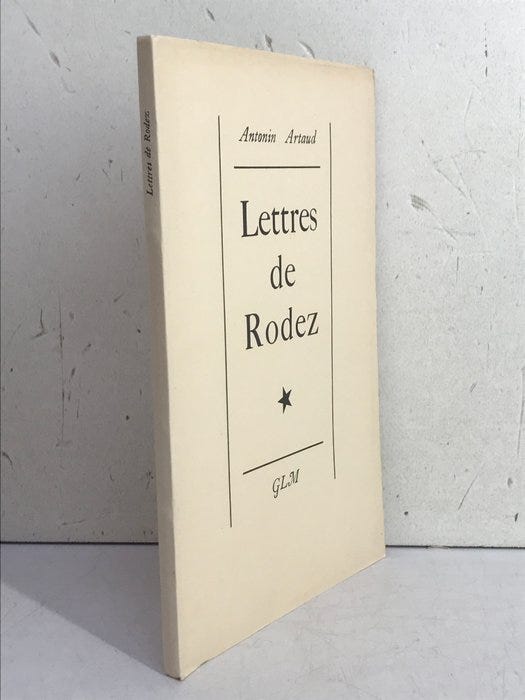 Lettres de Rodez
Antonin Artaud
Lettres
de
Rodez
GLM